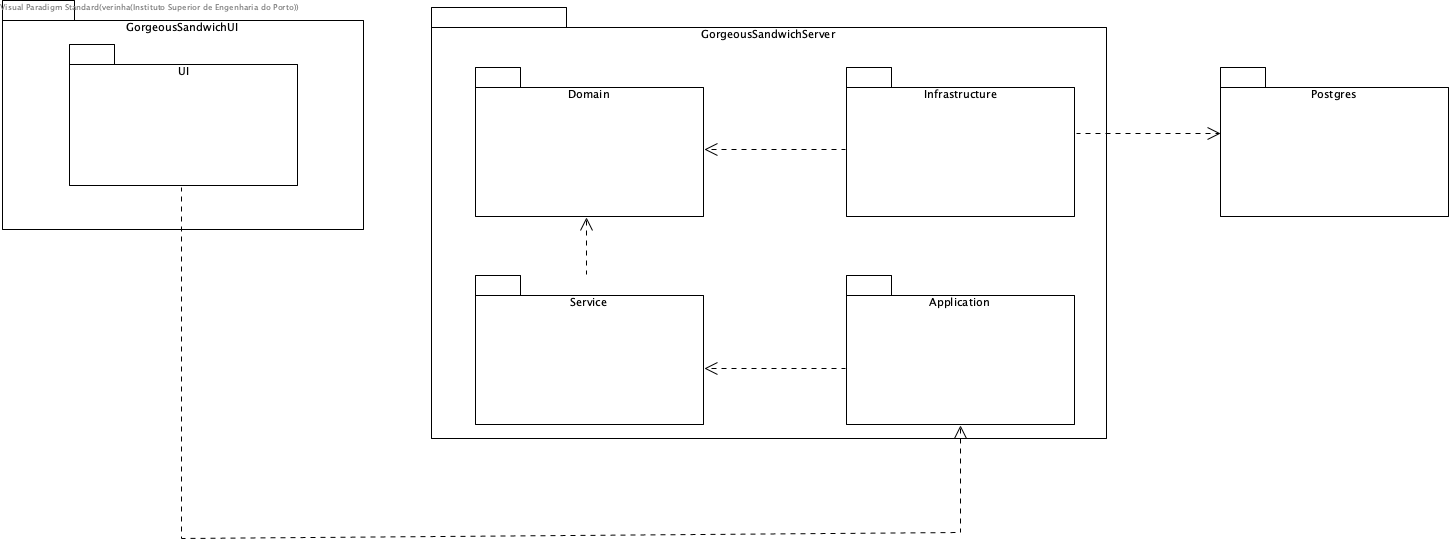 Visual Paradigm Standard(verinha(Instituto Superior de Engenharia do Porto))
GorgeousSandwichUI
UI
GorgeousSandwichServer
Domain
Infrastructure
Postgres
Service
Application